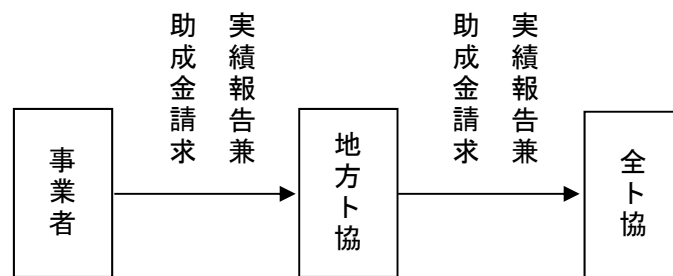 事業者
実績報告兼
助成金請求
地方ト協
実績報告兼
助成金請求
全ト協